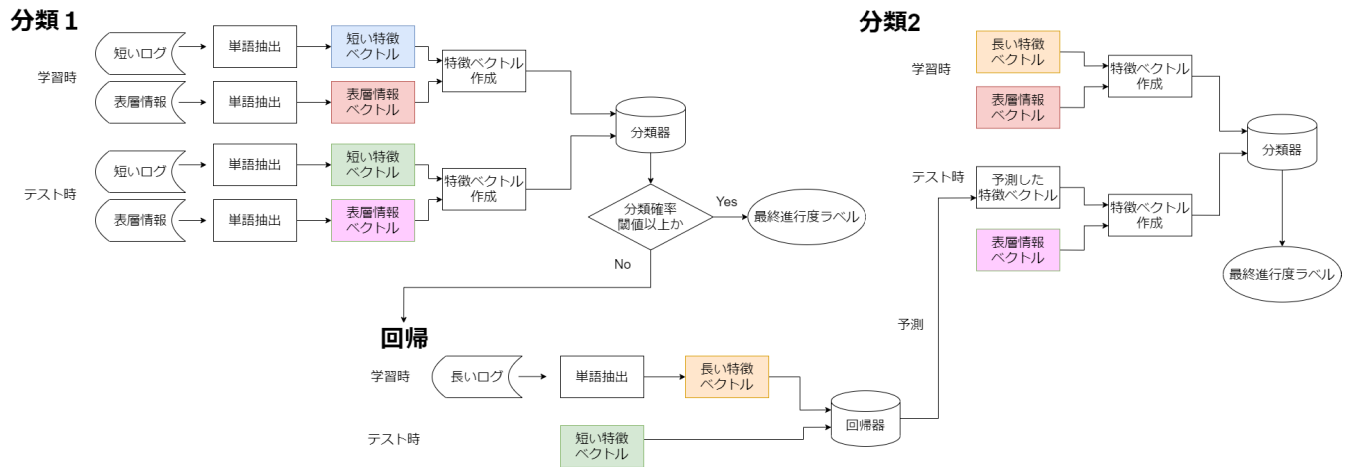 分類１
学習時
短いログ
単語抽出
短い特徴
ベクトル
表層情報
単語抽出
表層情報
ベクトル
特徴ベクトル
作成
テスト時
短いログ
単語抽出
短い特徴
ベクトル
表層情報
単語抽出
表層情報
ベクトル
特徴ベクトル
作成
分類器
分類確率
閾値以上か
Yes
最終進行度ラベル
No
回帰
学習時
長いログ
単語抽出
長い特徴
ベクトル
テスト時
短い特徴
ベクトル
回帰器
予測
分類2
学習時
長い特徴
ベクトル
表層情報
ベクトル
特徴ベクトル
作成
テスト時
予測した
特徴ベクトル
表層情報
ベクトル
特徴ベクトル
作成
分類器
最終進行度ラベル